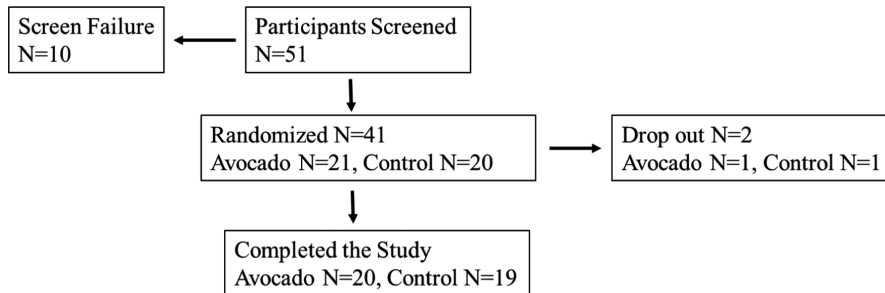 Screen Failure
N=10
Participants Screened
N=51
Randomized N=41
Avocado N=21, Control N=20
Drop out N=2
Avocado N=1, Control N=1
Completed the Study
Avocado N=20, Control N=19